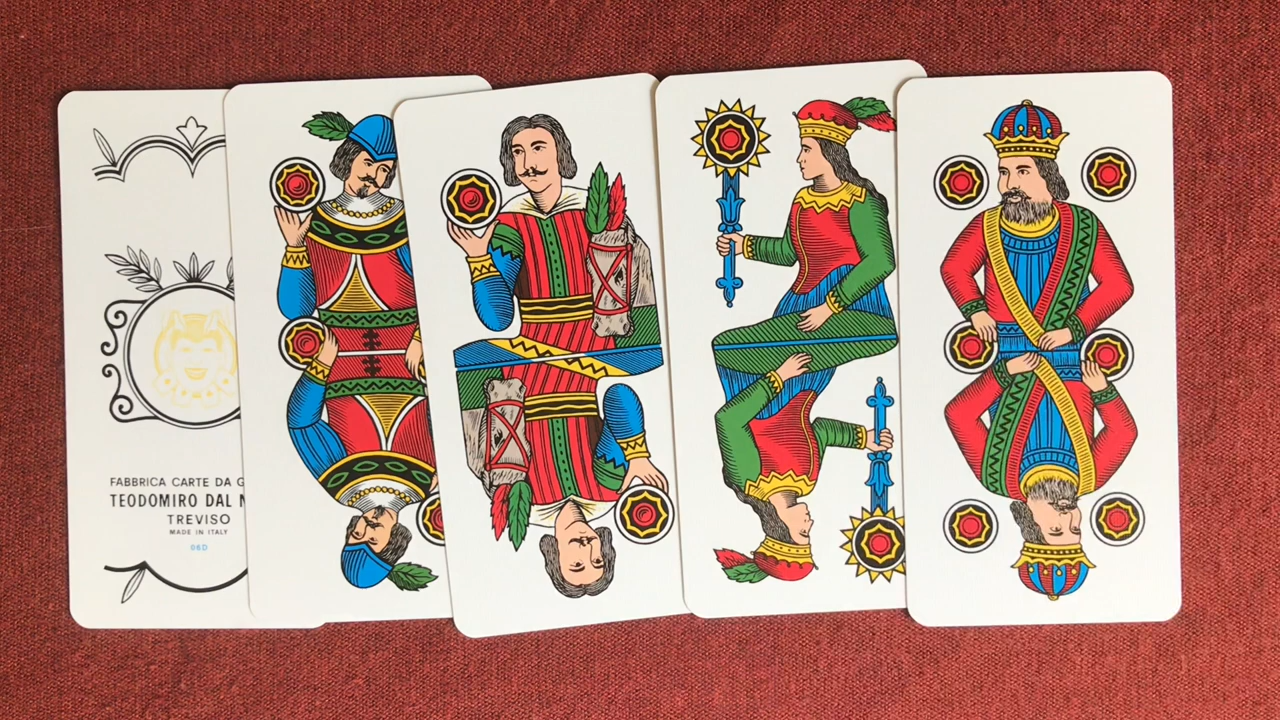 FABBRICA CARTE DA G
TEODOMIRO DAL N
TREVISO
MADE IN ITALY
06D